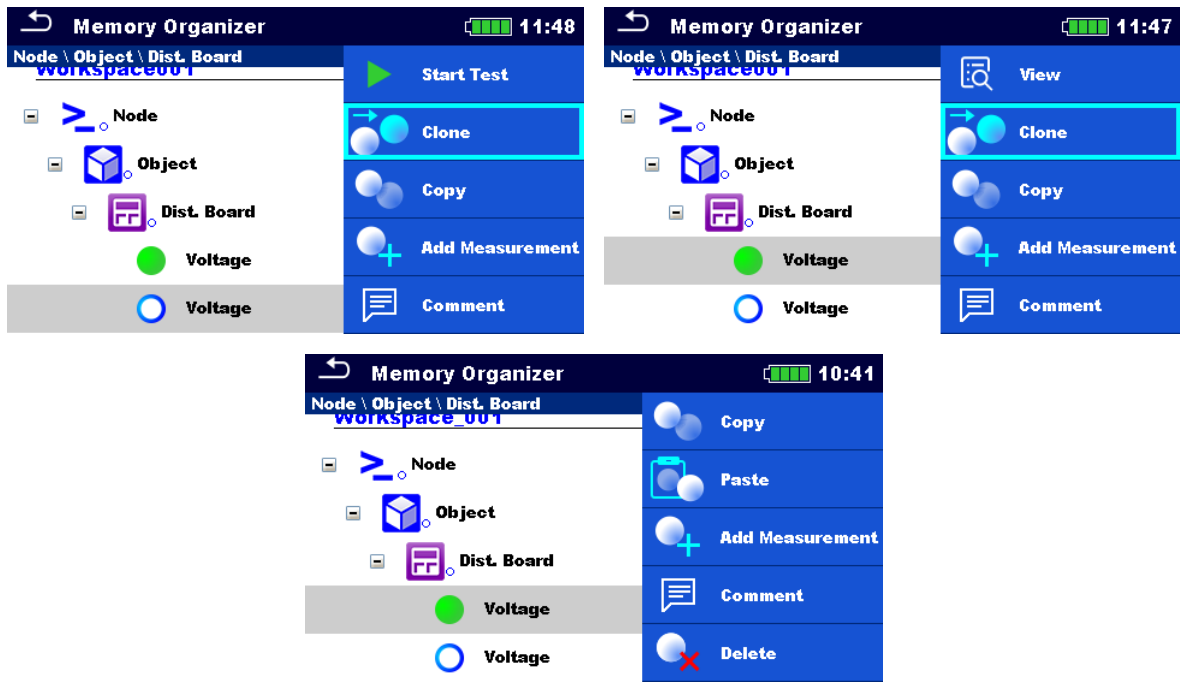 Memory Organizer 11:48
Node \ Object \ Dist. Board
Workspace001
Node
Object
Dist. Board
Voltage
Voltage
Start Test
Clone
Copy
Add Measurement
Comment
Memory Organizer 11:47
Node \ Object \ Dist. Board
Workspace001
Node
Object
Dist. Board
Voltage
Voltage
View
Clone
Copy
Add Measurement
Comment
Memory Organizer 10:41
Node \ Object \ Dist. Board
Workspace_001
Node
Object
Dist. Board
Voltage
Voltage
Copy
Paste
Add Measurement
Comment
Delete